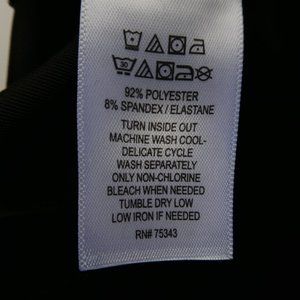 30
92% POLYESTER
8% SPANDEX / ELASTANE
TURN INSIDE OUT
MACHINE WASH COOL-
DELICATE CYCLE
WASH SEPARATELY
ONLY NON-CHLORINE
BLEACH WHEN NEEDED
TUMBLE DRY LOW
LOW IRON IF NEEDED
RN# 75343